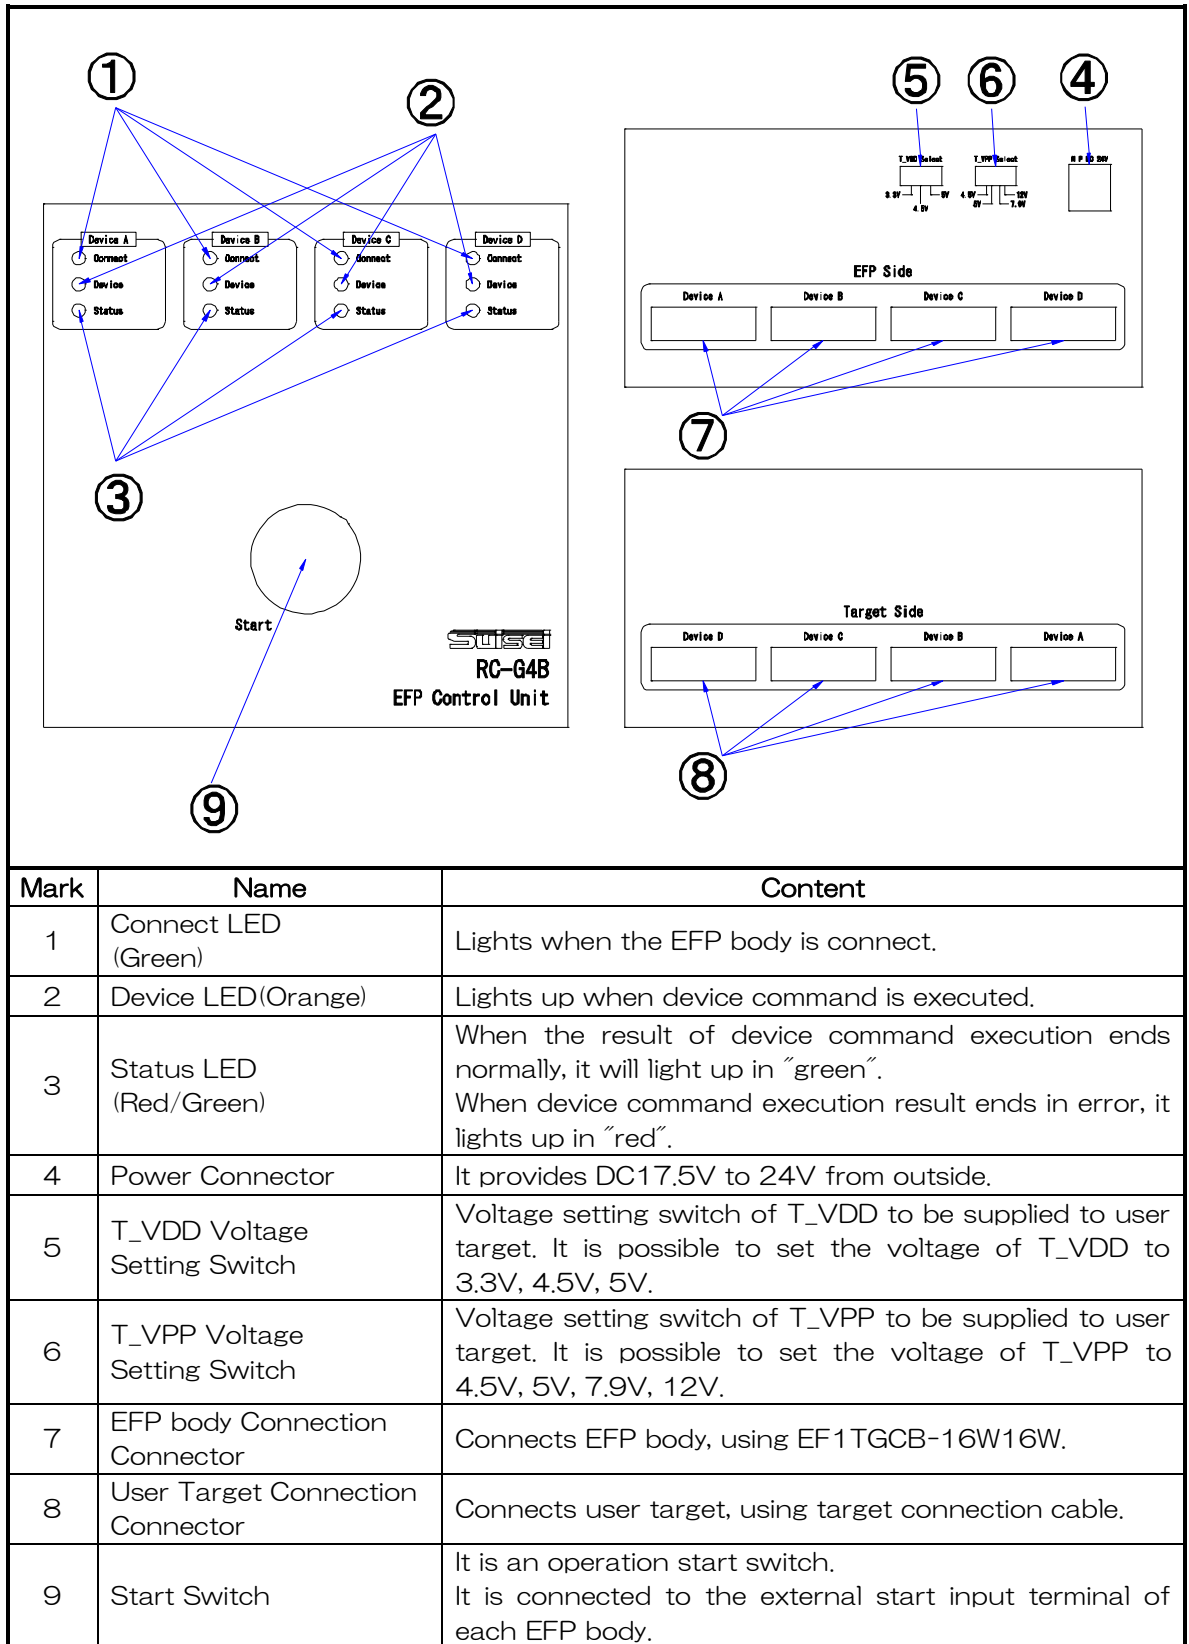 ① ② ⑤ ⑥ ④
T_VDD Select T_VPP Select
3.3V 4.5V 5V
4.5V 5V 7.9V 12V
Device A Device B Device C Device D
Connect Connect Connect Connect
Device Device Device Device
Status Status Status Status
③
Start
⑨
Suisei
RC-G4B
EFP Control Unit
EFP Side
Device A Device B Device C Device D
⑦
Target Side
Device D Device C Device B Device A
⑧
Mark Name Content
1 Connect LED
(Green)
Lights when the EFP body is connect.
2 Device LED(Orange) Lights up when device command is executed.
3 Status LED
(Red/Green)
When the result of device command execution ends
normally, it will light up in "green".
When device command execution result ends in error, it
lights up in "red".
4 Power Connector It provides DC17.5V to 24V from outside.
5 T_VDD Voltage
Setting Switch
Voltage setting switch of T_VDD to be supplied to user
target. It is possible to set the voltage of T_VDD to
3.3V, 4.5V, 5V.
6 T_VPP Voltage
Setting Switch
Voltage setting switch of T_VPP to be supplied to user
target. It is possible to set the voltage of T_VPP to
4.5V, 5V, 7.9V, 12V.
7 EFP body Connection
Connector
Connects EFP body, using EF1TGCB-16W16W.
8 User Target Connection
Connector
Connects user target, using target connection cable.
9 Start Switch
It is an operation start switch.
It is connected to the external start input terminal of
each EFP body.